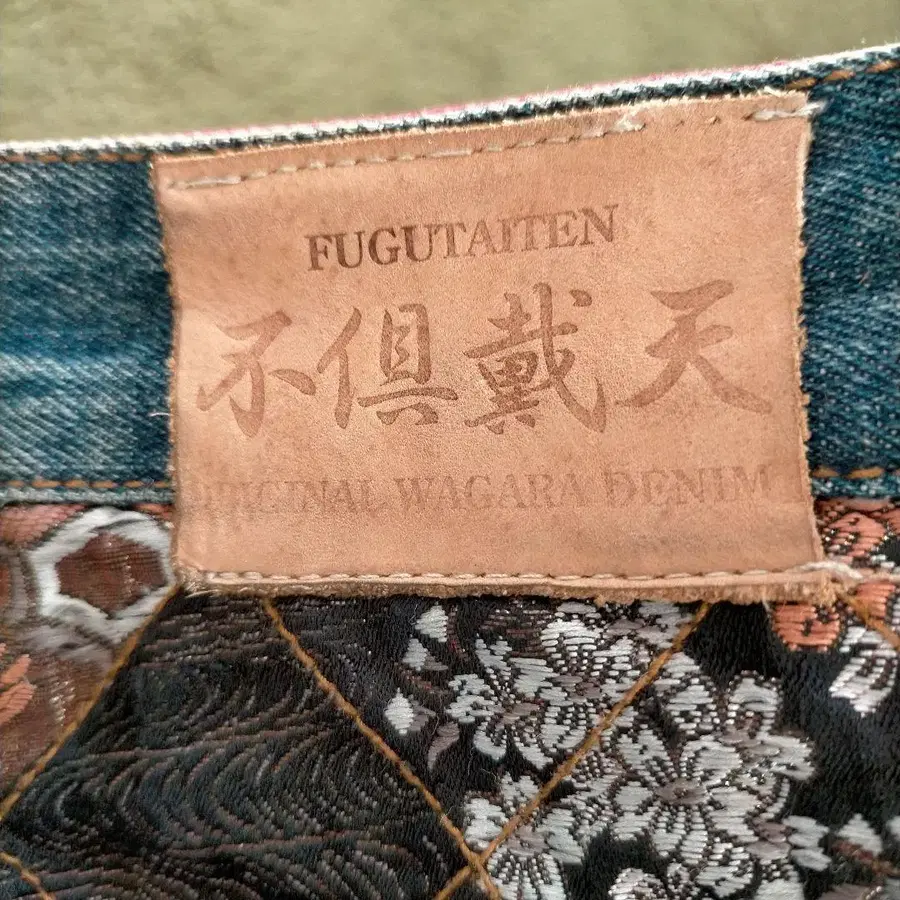 FUGUTAITEN
不倶戴天
ORIGINAL WAGARA DENIM